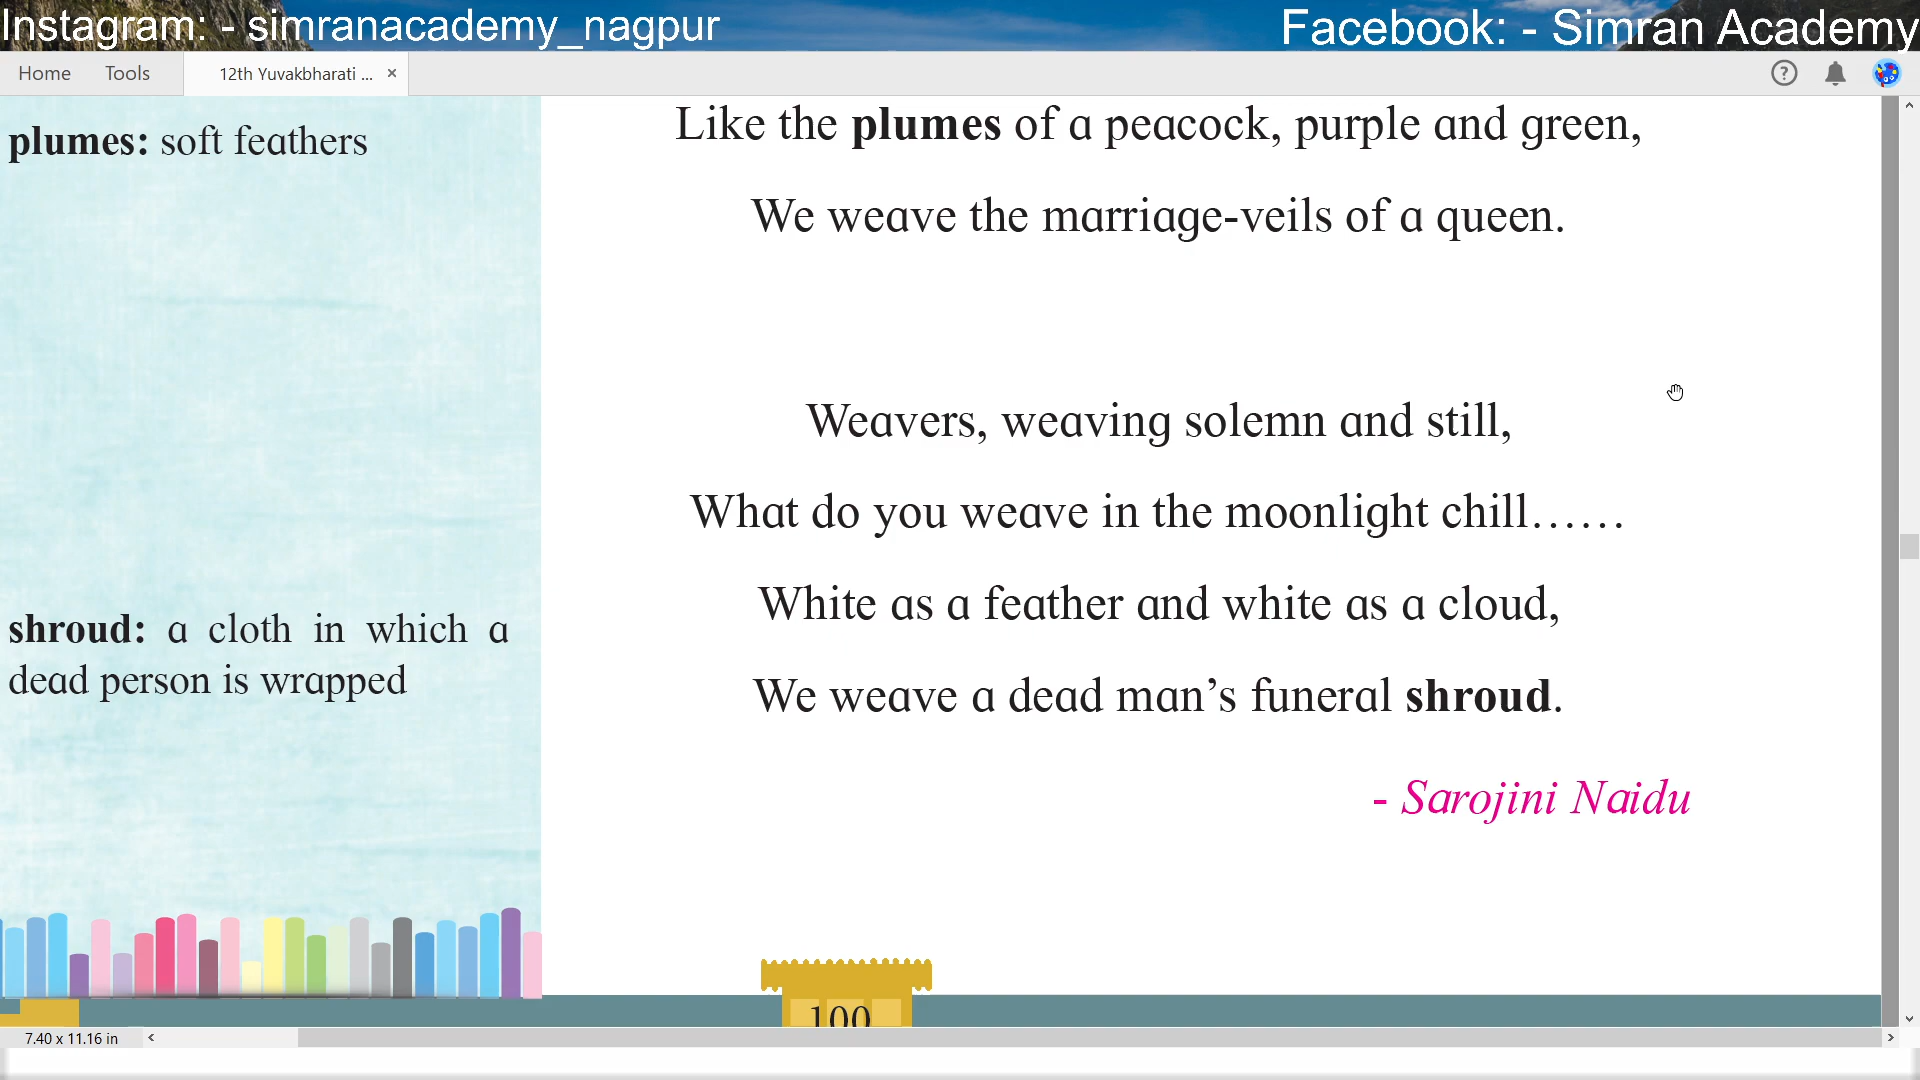 Instagram: - simranacademy_nagpur
Facebook: - Simran Academy
Home Tools 12th Yuvakbharati ... ×
plumes: soft feathers
Like the plumes of a peacock, purple and green,
We weave the marriage-veils of a queen.
Weavers, weaving solemn and still,
What do you weave in the moonlight chill……
White as a feather and white as a cloud,
shroud: a cloth in which a
dead person is wrapped
We weave a dead man’s funeral shroud.
- Sarojini Naidu
100
7.40 x 11.16 in